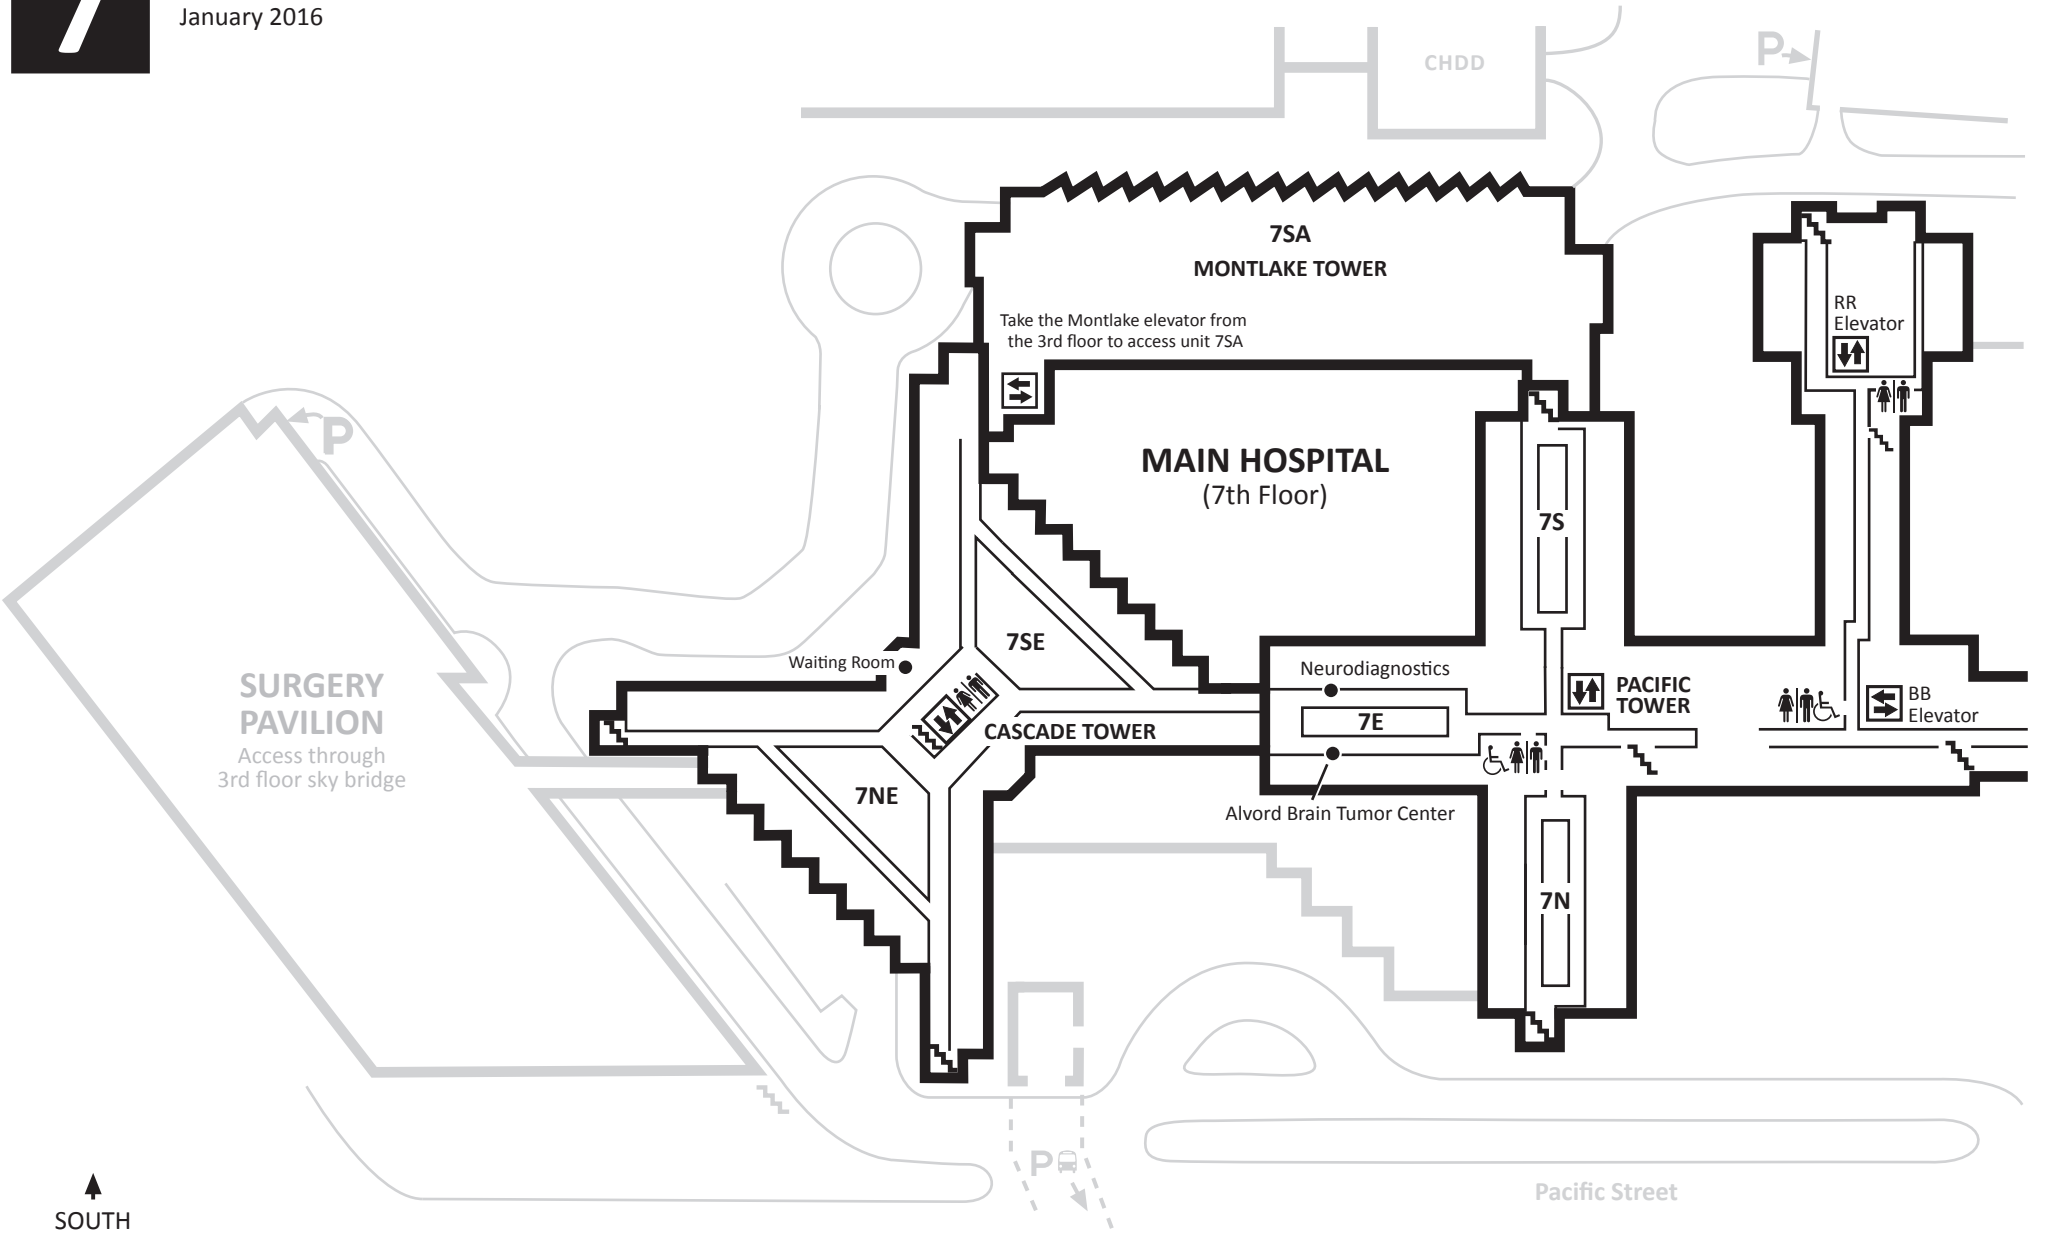 7
January 2016
CHDD
P
7SA
MONTLAKE TOWER
Take the Montlake elevator from
the 3rd floor to access unit 7SA
RR
Elevator
P
MAIN HOSPITAL
(7th Floor)
7S
7SE
Waiting Room
Neurodiagnostics
SURGERY
PAVILION
Access through
3rd floor sky bridge
PACIFIC
TOWER
BB
Elevator
7E
CASCADE TOWER
7NE
Alvord Brain Tumor Center
7N
P
Pacific Street
SOUTH